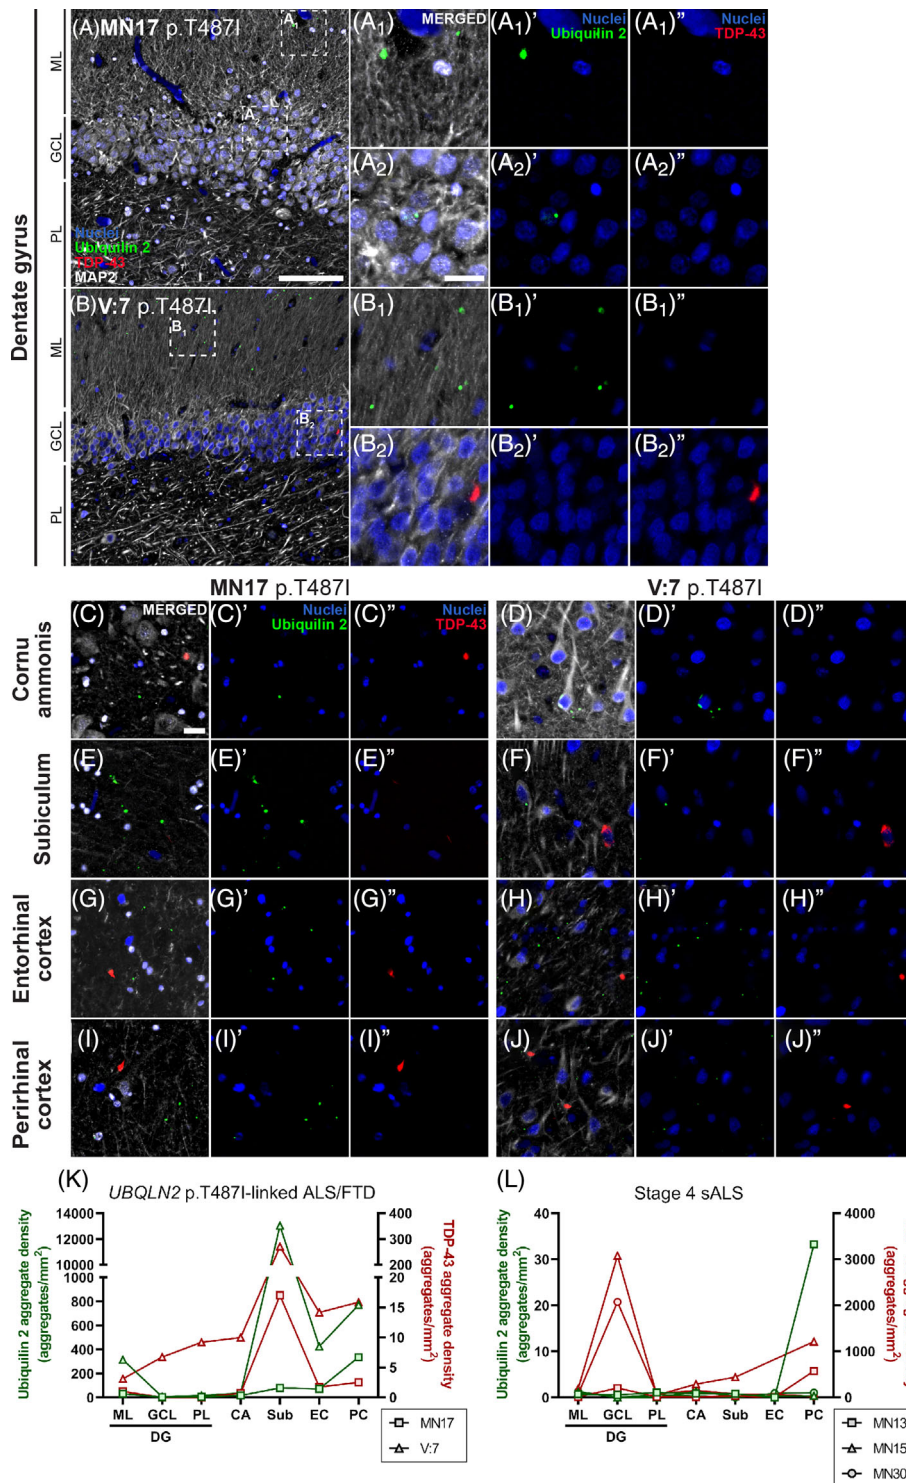 Dentate gyrus
ML
GCL
PL
(A) MN17 p.T487I
A1
A2
Nuclei
Ubiquilin 2
TDP-43
MAP2
(A1) MERGED
(A1)' Nuclei
Ubiquilin 2
(A1)" Nuclei
TDP-43
(A2)
(A2)'
(A2)"
ML
GCL
PL
(B) V:7 p.T487I
B1
B2
(B1)
(B1)'
(B1)"
(B2)
(B2)'
(B2)"
MN17 p.T487I
V:7 p.T487I
Cornu
ammonis
(C) MERGED
(C)' Nuclei
Ubiquilin 2
(C)" Nuclei
TDP-43
(D)
(D)'
(D)"
Subiculum
(E)
(E)'
(E)"
(F)
(F)'
(F)"
Entorhinal
cortex
(G)
(G)'
(G)"
(H)
(H)'
(H)"
Perirhinal
cortex
(I)
(I)'
(I)"
(J)
(J)'
(J)"
(K)
UBQLN2 p.T487I-linked ALS/FTD
Ubiquilin 2 aggregate density
(aggregates/mm2)
14000
12000
10000
800
600
400
200
0
400
300
200
20
15
10
5
0
TDP-43 aggregate density
(aggregates/mm2)
ML GCL PL CA Sub EC PC
DG
MN17
V:7
(L)
Stage 4 sALS
Ubiquilin 2 aggregate density
(aggregates/mm2)
40
30
20
10
0
4000
3000
2000
1000
0
ML GCL PL CA Sub EC PC
DG
MN13
MN15
MN30